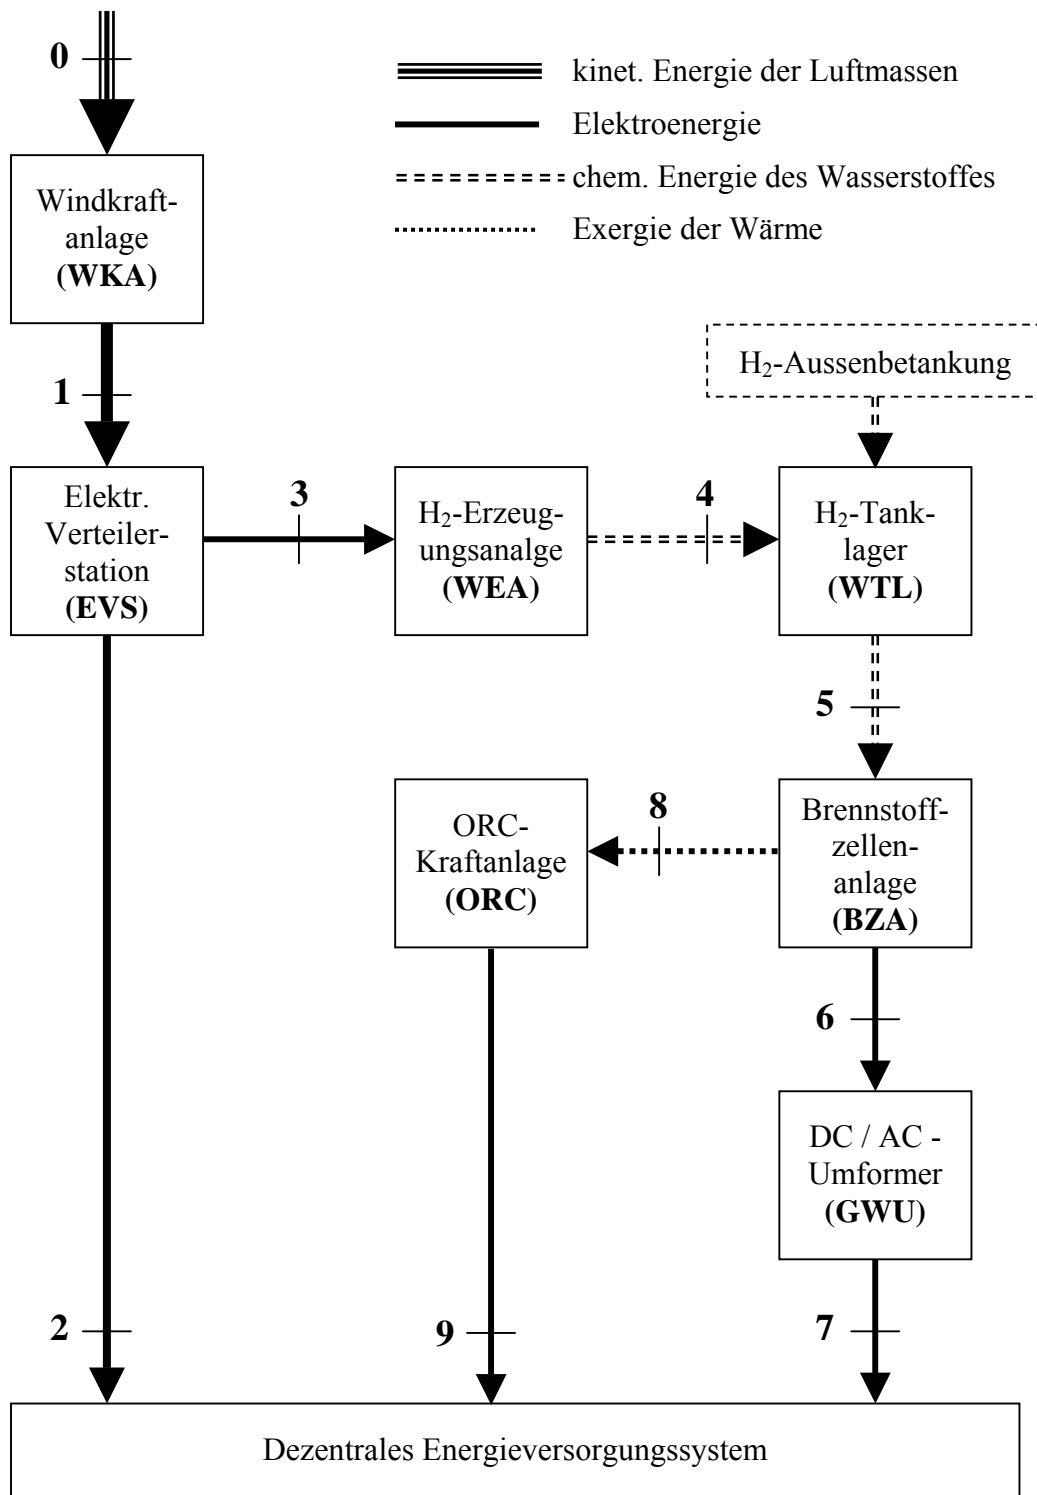 0
kinet. Energie der Luftmassen
Elektroenergie
chem. Energie des Wasserstoffes
Exergie der Wärme
Windkraft-
anlage
(WKA)
H₂-Aussenbetankung
1
Elektr.
Verteiler-
station
(EVS)
3
H₂-Erzeug-
ungsanalge
(WEA)
4
H₂-Tank-
lager
(WTL)
5
ORC-
Kraftanlage
(ORC)
8
Brennstoff-
zellen-
anlage
(BZA)
6
DC / AC -
Umformer
(GWU)
2
9
7
Dezentrales Energieversorgungssystem